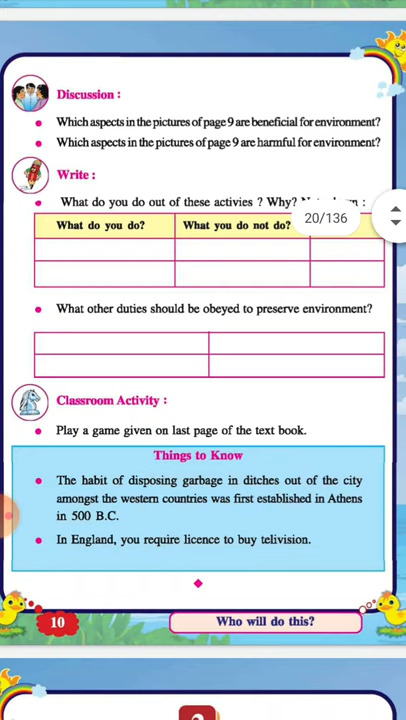 Discussion :
Which aspects in the pictures of page 9 are beneficial for environment?
Which aspects in the pictures of page 9 are harmful for environment?
Write :
What do you do out of these activies ? Why? :
20/136
What do you do? What you do not do?
What other duties should be obeyed to preserve environment?
Classroom Activity :
Play a game given on last page of the text book.
Things to Know
The habit of disposing garbage in ditches out of the city
amongst the western countries was first established in Athens
in 500 B.C.
In England, you require licence to buy telivision.
10 Who will do this?